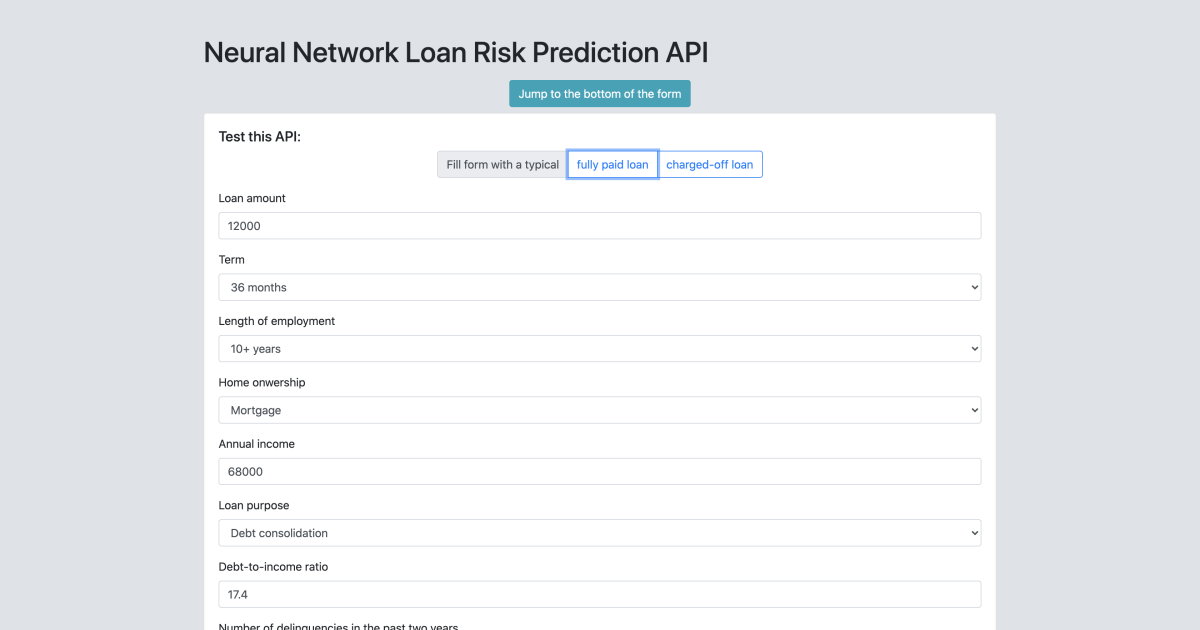 Neural Network Loan Risk Prediction API
Jump to the bottom of the form
Test this API:
Fill form with a typical fully paid loan charged-off loan
Loan amount
12000
Term
36 months
Length of employment
10+ years
Home onwership
Mortgage
Annual income
68000
Loan purpose
Debt consolidation
Debt-to-income ratio
17.4
Number of delinquencies in the past two years